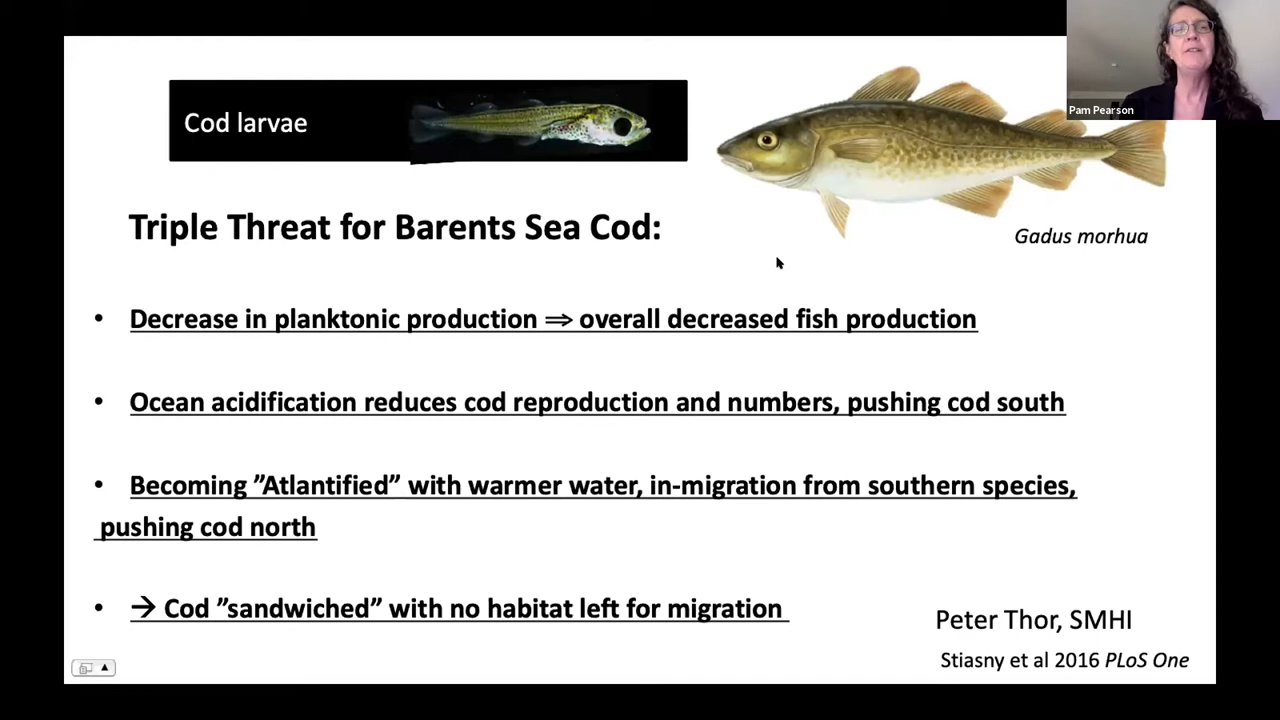 Pam Pearson
Cod larvae
Triple Threat for Barents Sea Cod:
Gadus morhua
• Decrease in planktonic production ⇒ overall decreased fish production
• Ocean acidification reduces cod reproduction and numbers, pushing cod south
• Becoming ”Atlantified” with warmer water, in-migration from southern species,
pushing cod north
• → Cod ”sandwiched” with no habitat left for migration
Peter Thor, SMHI
Stiasny et al 2016 PLoS One